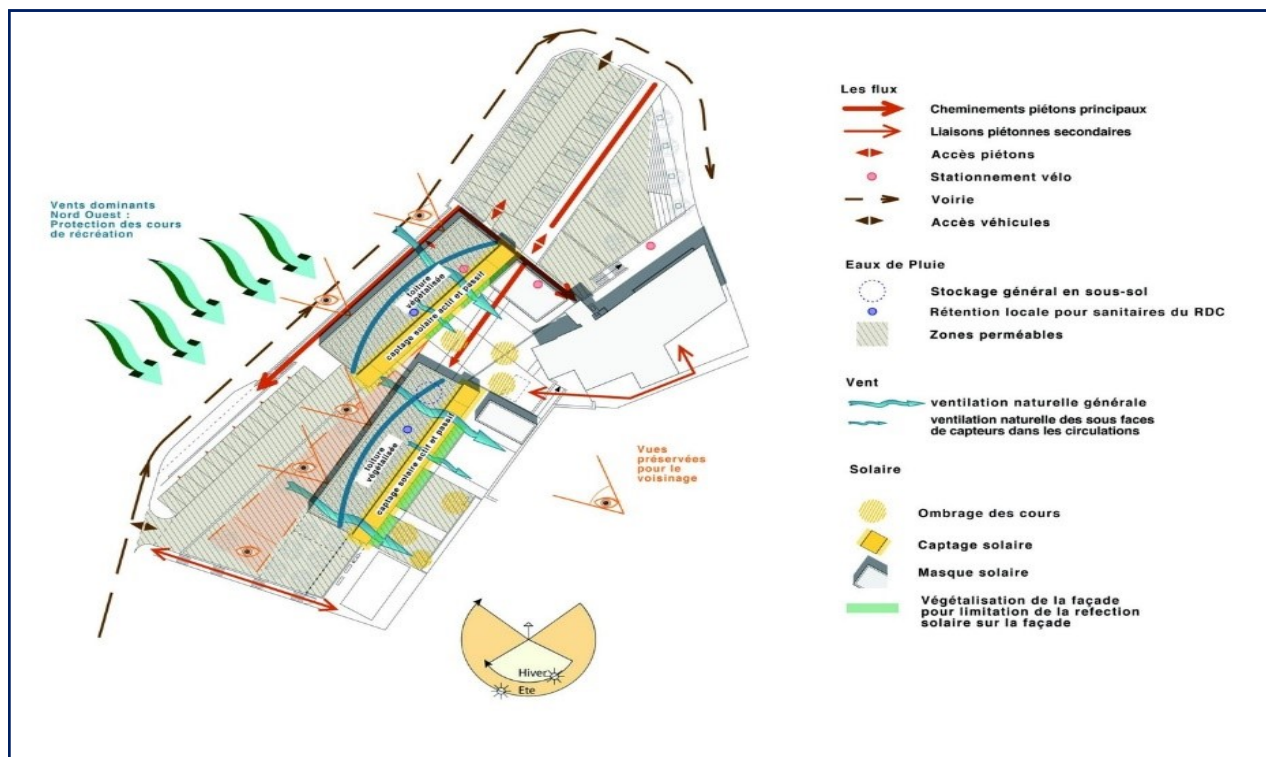 Vents dominants
Nord Ouest :
Protection des cours
de récréation
toiture
végétalisée
captage solaire actif et passif
toiture
végétalisée
captage solaire actif et passif
Vues
préservées
pour le
voisinage
Hiver
Ete
Les flux
Cheminements piétons principaux
Liaisons piétonnes secondaires
Accès piétons
Stationnement vélo
Voirie
Accès véhicules
Eaux de Pluie
Stockage général en sous-sol
Rétention locale pour sanitaires du RDC
Zones perméables
Vent
ventilation naturelle générale
ventilation naturelle des sous faces
de capteurs dans les circulations
Solaire
Ombrage des cours
Captage solaire
Masque solaire
Végétalisation de la façade
pour limitation de la refection
solaire sur la façade